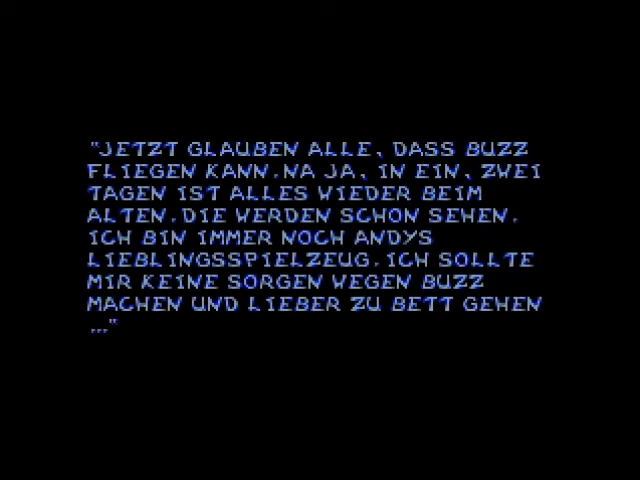 "JETZT GLAUBEN ALLE, DASS BUZZ
FLIEGEN KANN.NA JA, IN EIN, ZWEI
TAGEN IST ALLES WIEDER BEIM
ALTEN.DIE WERDEN SCHON SEHEN.
ICH BIN IMMER NOCH ANDYS
LIEBLINGSSPIELZEUG.ICH SOLLTE
MIR KEINE SORGEN WEGEN BUZZ
MACHEN UND LIEBER ZU BETT GEHEN
..."